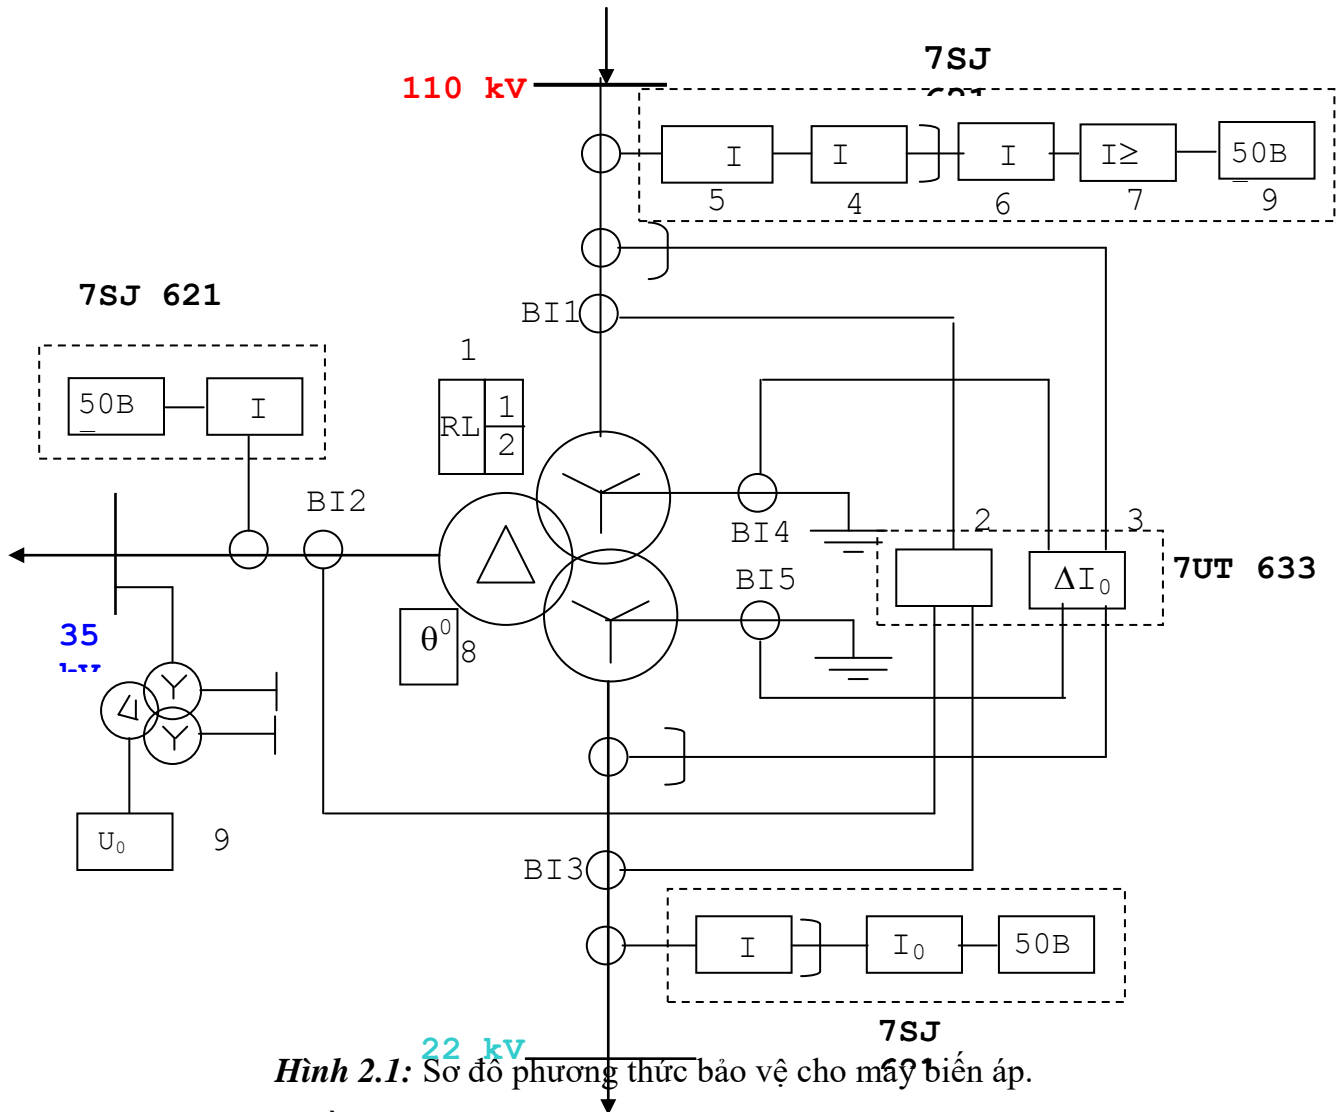 7SJ
110 kV
I
I
I
I≥
50B
5
4
6
7
9
7SJ 621
BI1
1
50B
I
RL
1
2
BI2
BI4
2
3
BI5
ΔI₀
7UT 633
35
θ⁰
8
U₀
9
BI3
I
I₀
50B
7SJ
22 kV
Hình 2.1: Sơ đồ phương thức bảo vệ cho máy biến áp.